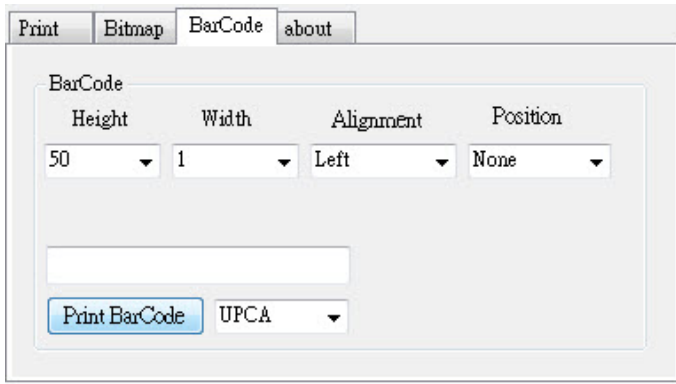 Print Bitmap BarCode about
BarCode
Height Width Alignment Position
50 1 Left None
Print BarCode UPCA